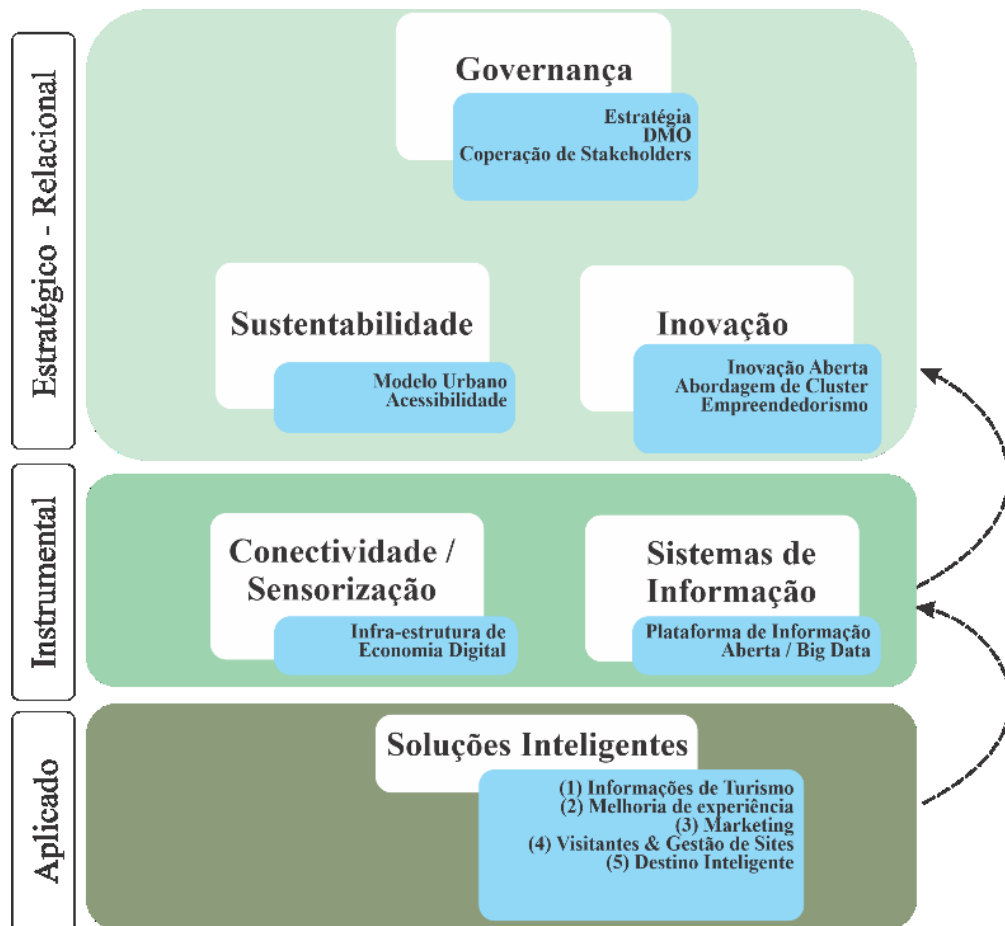 Estratégico - Relacional
Governança
Estratégia
DMO
Coperação de Stakeholders
Sustentabilidade
Modelo Urbano
Acessibilidade
Inovação
Inovação Aberta
Abordagem de Cluster
Empreendedorismo
Instrumental
Conectividade /
Sensorização
Infra-estrutura de
Economia Digital
Sistemas de
Informação
Plataforma de Informação
Aberta / Big Data
Aplicado
Soluções Inteligentes
(1) Informações de Turismo
(2) Melhoria de experiência
(3) Marketing
(4) Visitantes & Gestão de Sites
(5) Destino Inteligente